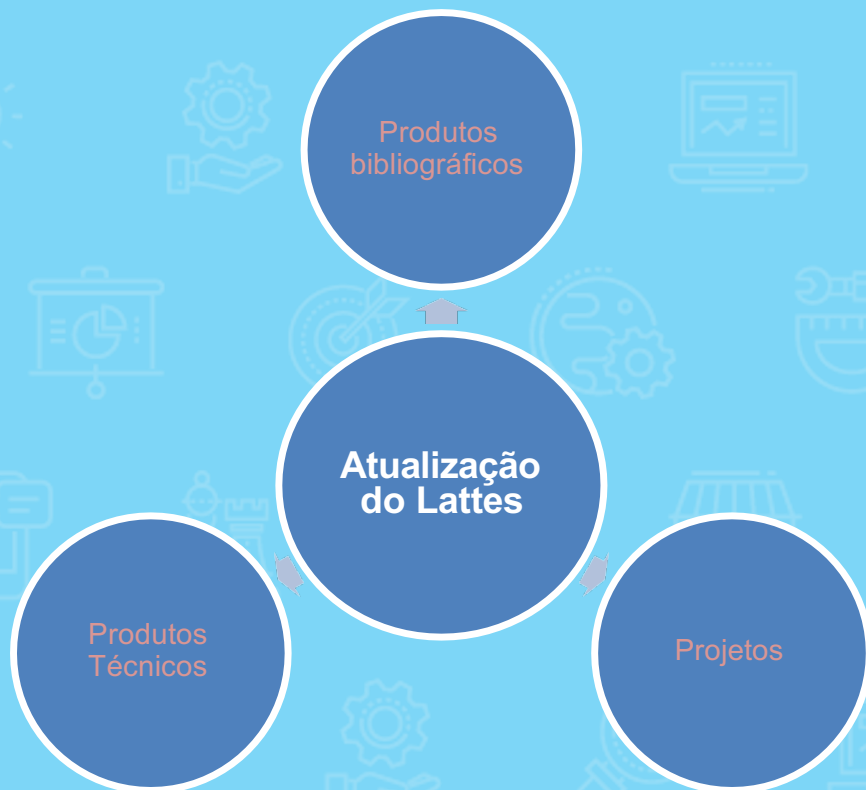 Produtos
bibliográficos
Atualização
do Lattes
Produtos
Técnicos
Projetos